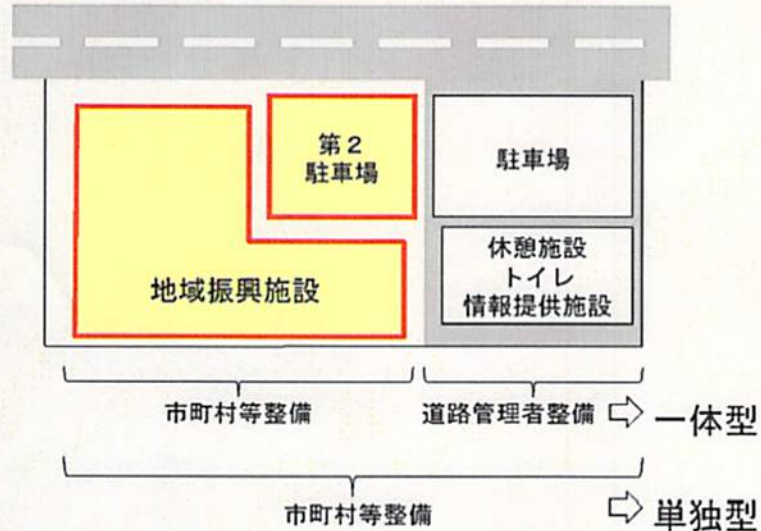 第２
駐車場
駐車場
地域振興施設
休憩施設
トイレ
情報提供施設
市町村等整備
道路管理者整備
一体型
市町村等整備
単独型